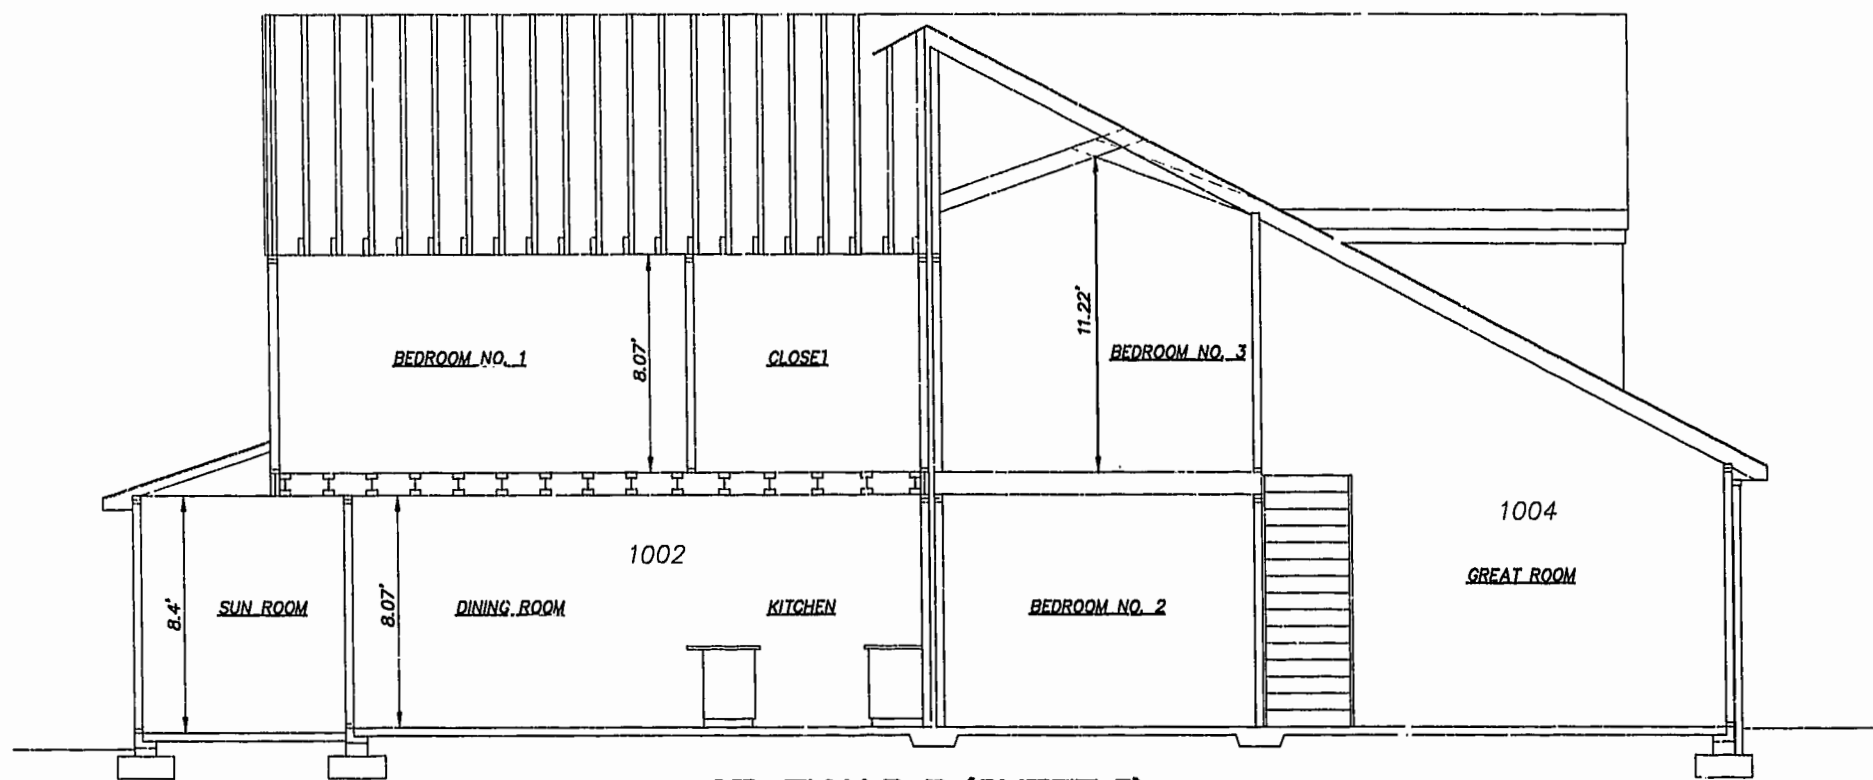 BEDROOM NO. 1
8.07'
CLOSET
11.22'
BEDROOM NO. 3
1004
1002
GREAT ROOM
8.4'
SUN ROOM
8.07'
DINING ROOM
KITCHEN
BEDROOM NO. 2